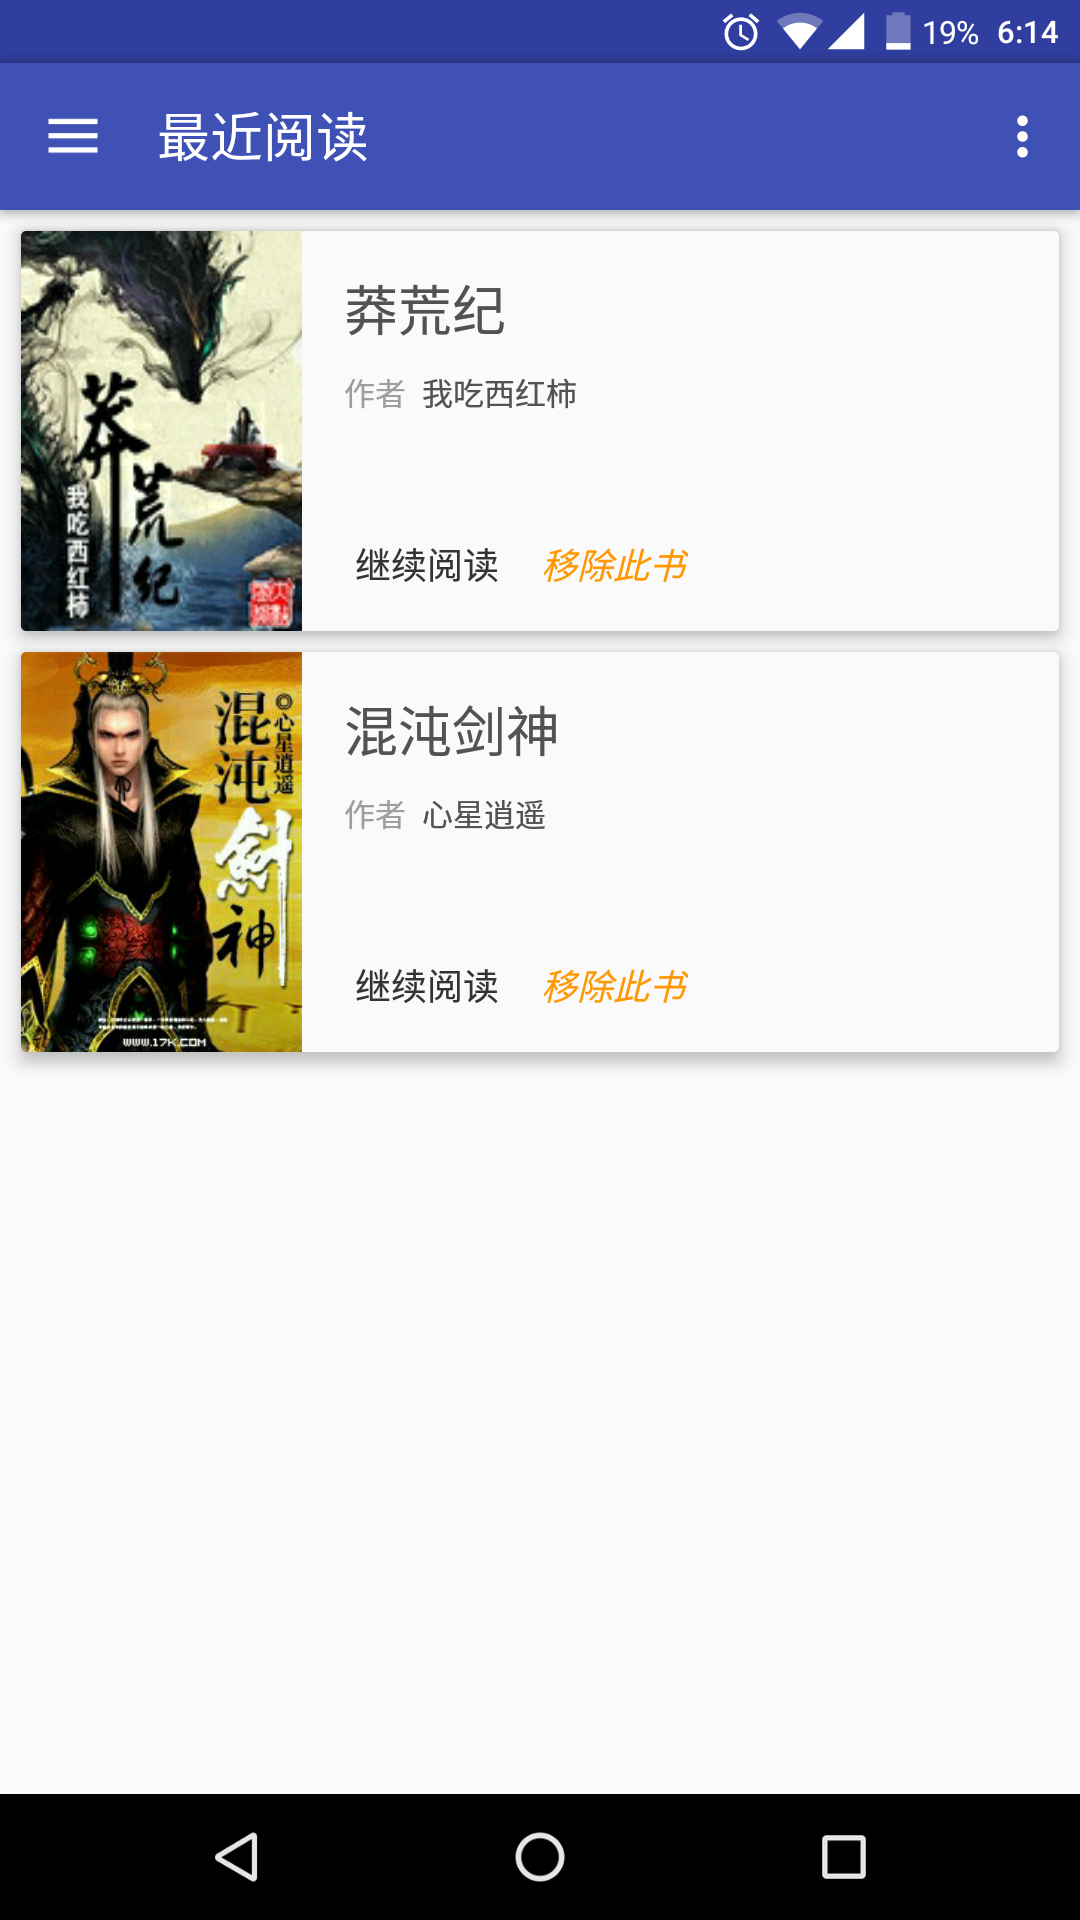 19% 6:14
最近阅读
莽荒纪
作者 我吃西红柿
继续阅读 移除此书
莽荒纪
我吃西红柿
混沌剑神
作者 心星逍遥
继续阅读 移除此书
混沌剑神
心星逍遥
WWW.17K.COM